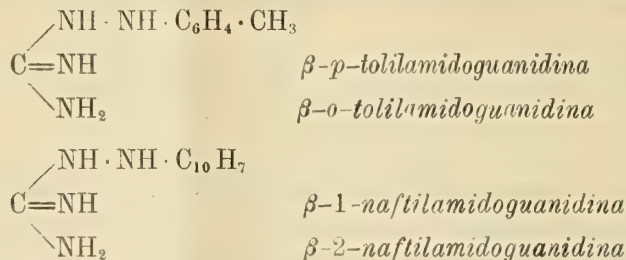 NH · NH · C₆H₄ · CH₃
C=NH β-p-tolilamidoguanidina
NH₂ β-o-tolilamidoguanidina
NH · NH · C₁₀H₇
C=NH β-1-naftilamidoguanidina
NH₂ β-2-naftilamidoguanidina